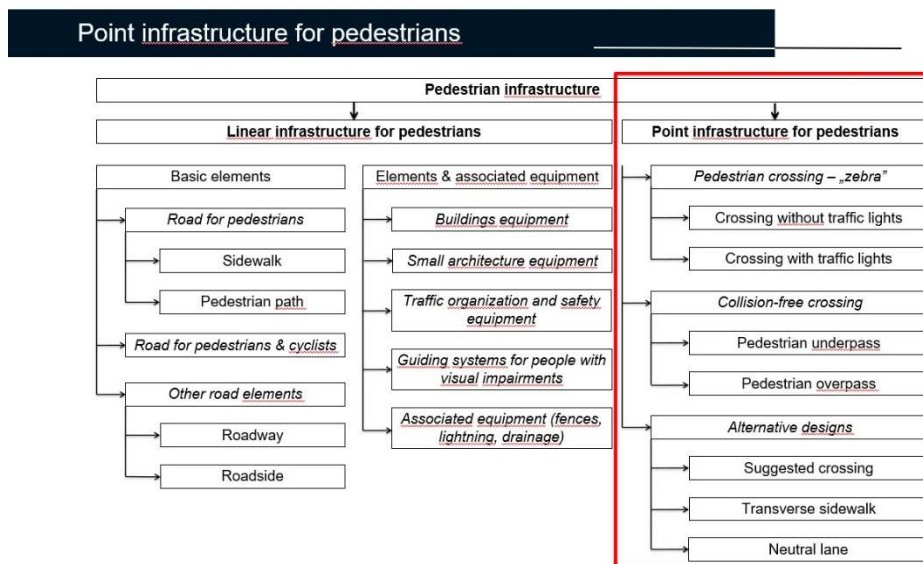 Point infrastructure for pedestrians
Pedestrian infrastructure
Linear infrastructure for pedestrians
Basic elements
Road for pedestrians
Sidewalk
Pedestrian path
Road for pedestrians & cyclists
Other road elements
Roadway
Roadside
Elements & associated equipment
Buildings equipment
Small architecture equipment
Traffic organization and safety
equipment
Guiding systems for people with
visual impairments
Associated equipment (fences,
lightning, drainage)
Point infrastructure for pedestrians
Pedestrian crossing – „zebra”
Crossing without traffic lights
Crossing with traffic lights
Collision-free crossing
Pedestrian underpass
Pedestrian overpass
Alternative designs
Suggested crossing
Transverse sidewalk
Neutral lane